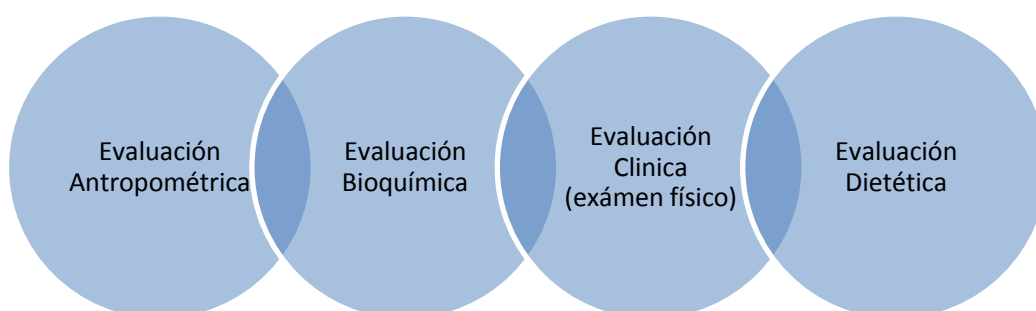 Evaluación
Antropométrica
Evaluación
Bioquímica
Evaluación
Clinica
(exámen físico)
Evaluación
Dietética